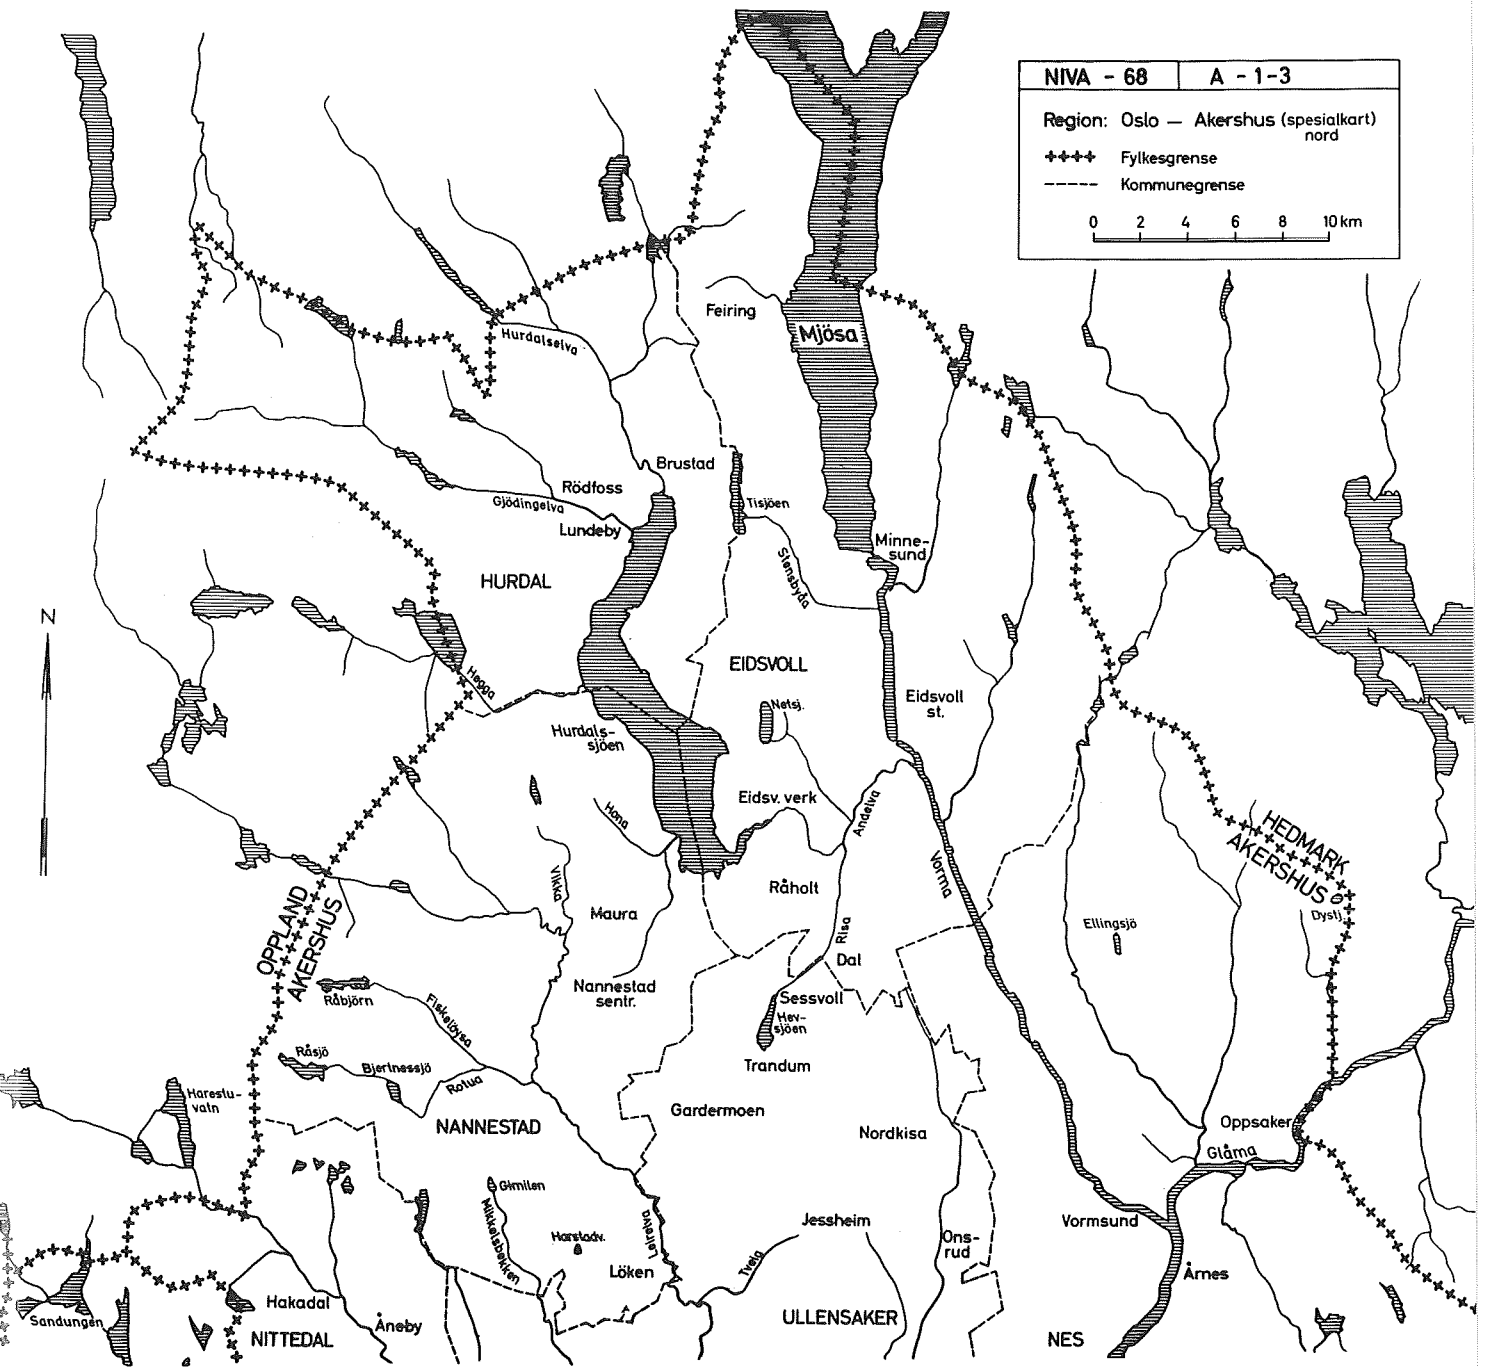 NIVA - 68
A - 1-3
Region: Oslo — Akershus (spesialkart)
nord
Fylkesgrense
Kommunegrense
0 2 4 6 8 10 km
Feiring
Mjösa
Hurdalselva
Brustad
Rödfoss
Gjödingelva
Lundeby
Tisjöen
Minne-
sund
Stensbyåa
HURDAL
N
EIDSVOLL
Hegga
Eidsvoll
st.
Netsj.
Hurdals-
sjöen
Eidsv. verk
Andelva
Hona
Vorma
HEDMARK
AKERSHUS
Vikka
Råholt
Maura
Dystj.
Ellingsjö
OPPLAND
AKERSHUS
Risa
Dal
Nannestad
sentr.
Råbjörn
Fiskelöysa
Sessvoll
Hev-
sjöen
Råsjö
Bjertnessjö
Rotua
Trandum
Harestu-
vatn
Gardermoen
NANNESTAD
Nordkisa
Oppsaker
Glåma
Gimilen
Mikkelsbekken
Harstadv.
Leirelva
Jessheim
Vormsund
Ons-
rud
Löken
Tveia
Årnes
Sandungen
Hakadal
Åneby
NITTEDAL
ULLENSAKER
NES